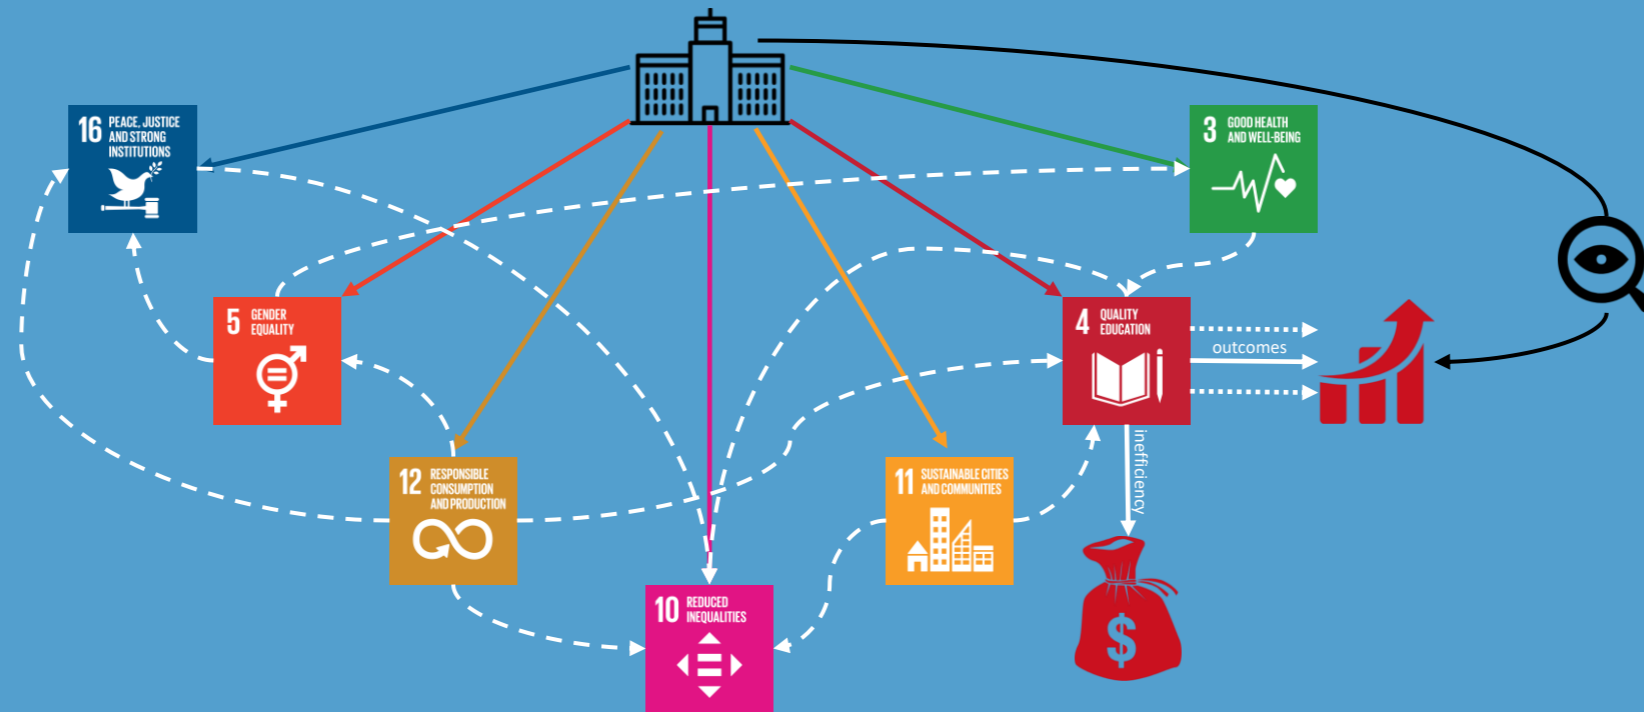 16 PEACE, JUSTICE
AND STRONG
INSTITUTIONS
3 GOOD HEALTH
AND WELL-BEING
5 GENDER
EQUALITY
4 QUALITY
EDUCATION
outcomes
inefficiency
12 RESPONSIBLE
CONSUMPTION
AND PRODUCTION
11 SUSTAINABLE CITIES
AND COMMUNITIES
10 REDUCED
INEQUALITIES
$